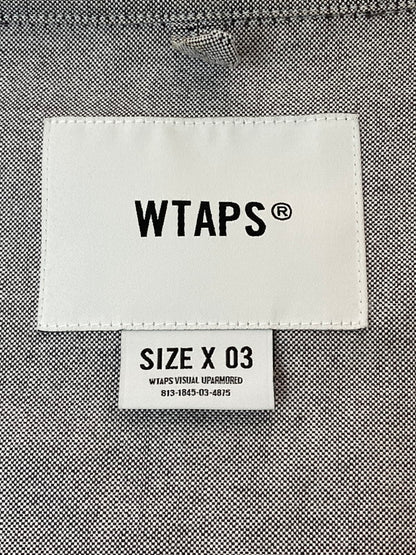 WTAPS®
SIZE X 03
WTAPS VISUAL UPARMORED
813-1845-03-4875